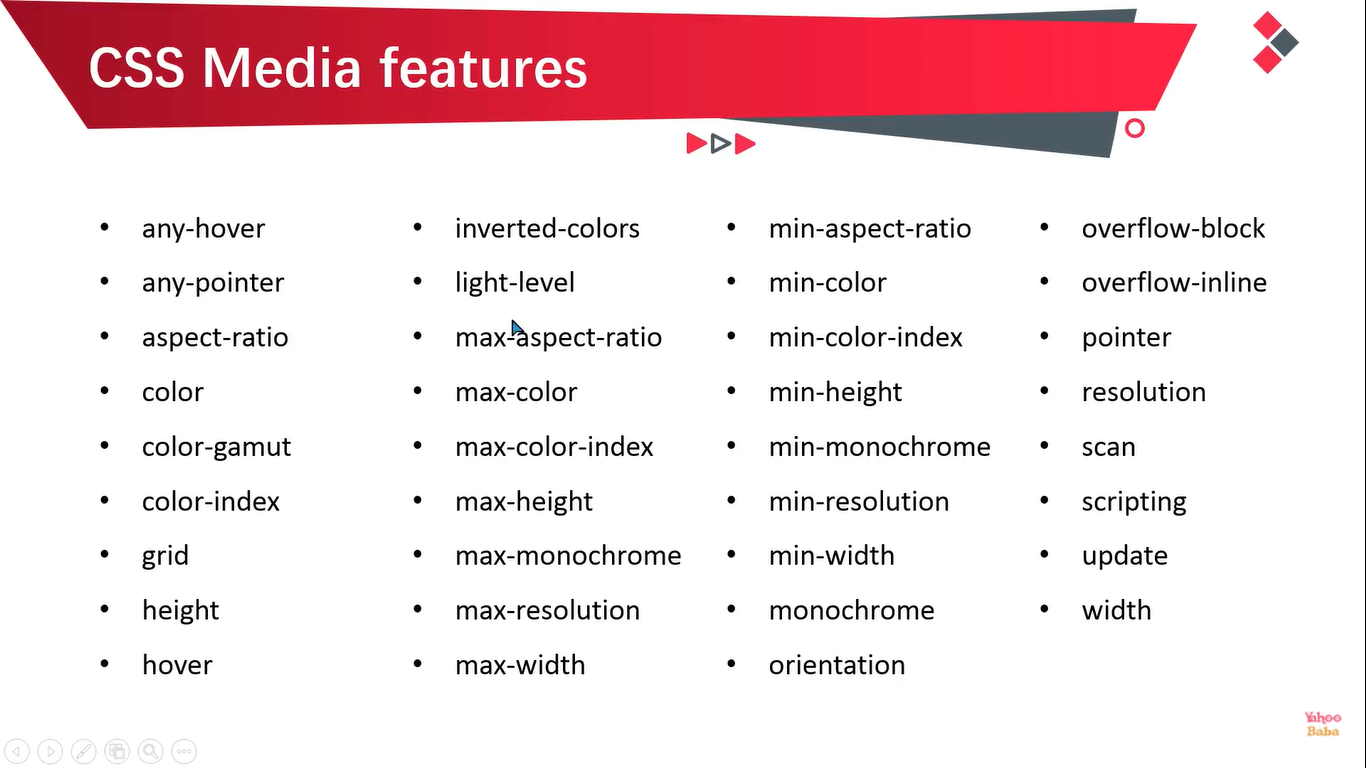 CSS Media features
any-hover
any-pointer
aspect-ratio
color
color-gamut
color-index
grid
height
hover
inverted-colors
light-level
max-aspect-ratio
max-color
max-color-index
max-height
max-monochrome
max-resolution
max-width
min-aspect-ratio
min-color
min-color-index
min-height
min-monochrome
min-resolution
min-width
monochrome
orientation
overflow-block
overflow-inline
pointer
resolution
scan
scripting
update
width
Yahoo
Baba